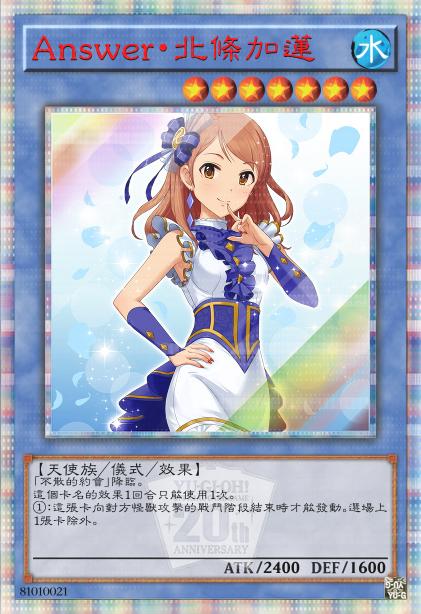 Answer・北條加蓮
水
【天使族／儀式／效果】
「不散的約會」降臨。
這個卡名的效果1回合只能使用1次。
①：這張卡向對方怪獸攻擊的戰鬥階段結束時才能發動。選場上
1張卡除外。
YU-GI-OH!
20th
ANNIVERSARY
ATK/2400 DEF/1600
81010021